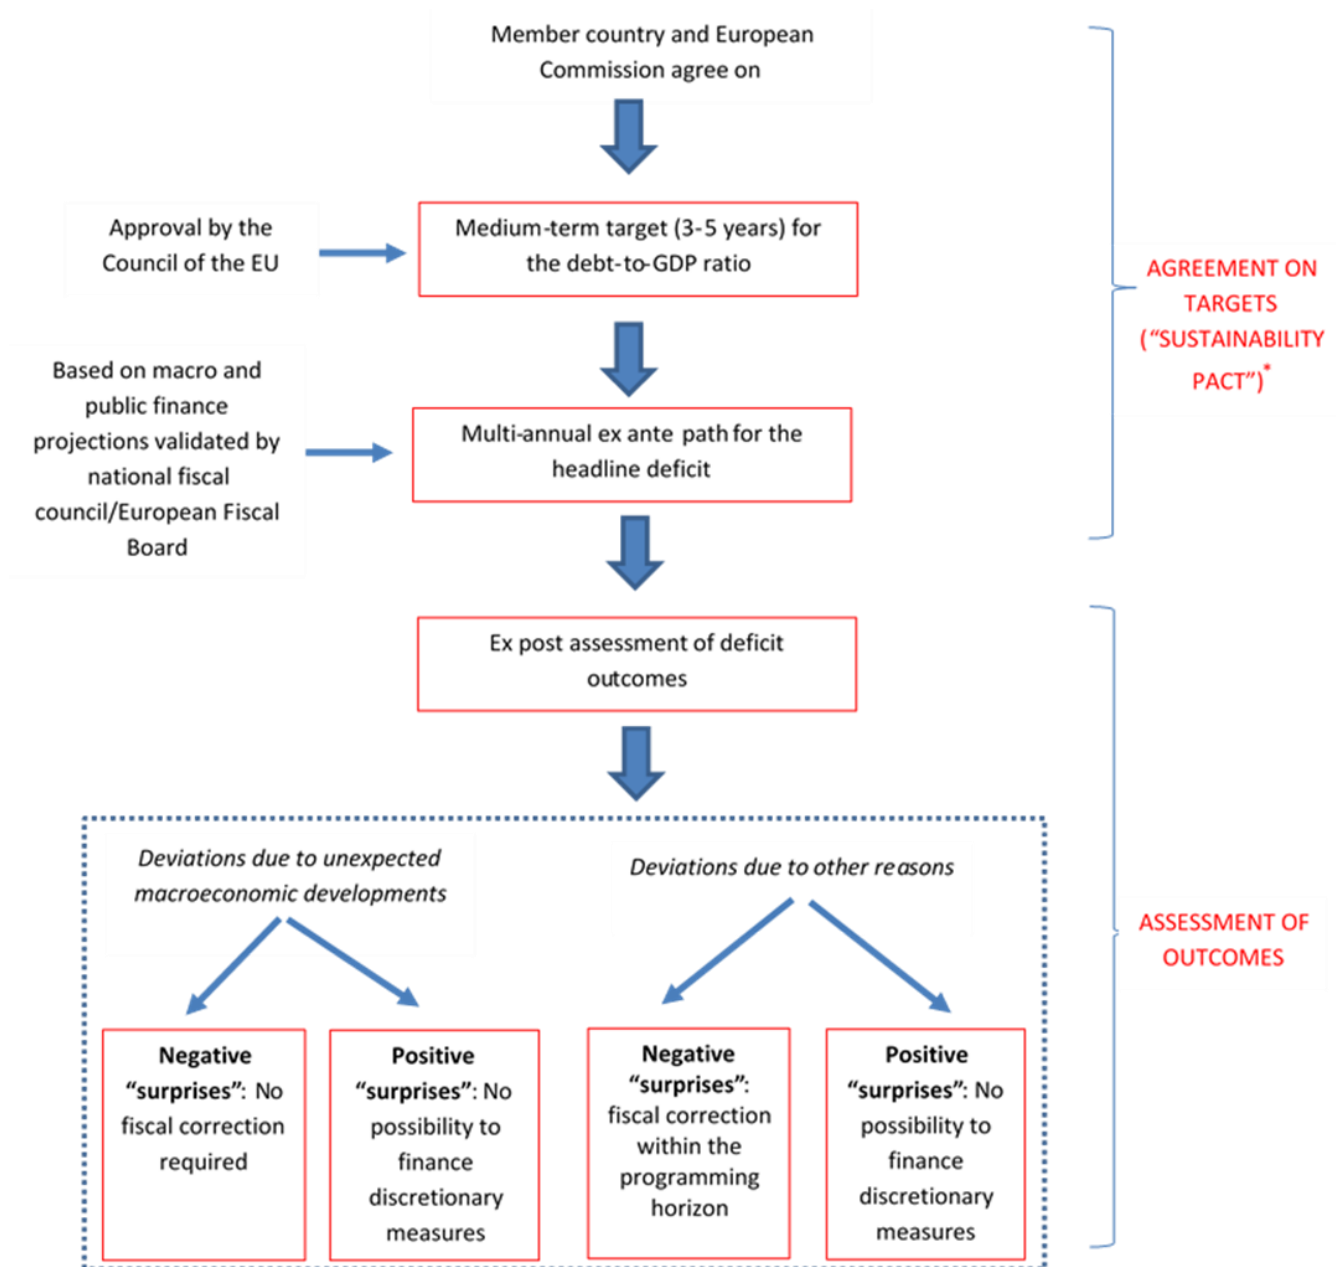 Member country and European
Commission agree on
Approval by the
Council of the EU
Medium-term target (3-5 years) for
the debt-to-GDP ratio
AGREEMENT ON
TARGETS
(“SUSTAINABILITY
PACT”)*
Based on macro and
public finance
projections validated by
national fiscal
council/European Fiscal
Board
Multi-annual ex ante path for the
headline deficit
Ex post assessment of deficit
outcomes
Deviations due to unexpected
macroeconomic developments
Deviations due to other reasons
ASSESSMENT OF
OUTCOMES
Negative
“surprises”: No
fiscal correction
required
Positive
“surprises”: No
possibility to
finance
discretionary
measures
Negative
“surprises”:
fiscal correction
within the
programming
horizon
Positive
“surprises”: No
possibility to
finance
discretionary
measures